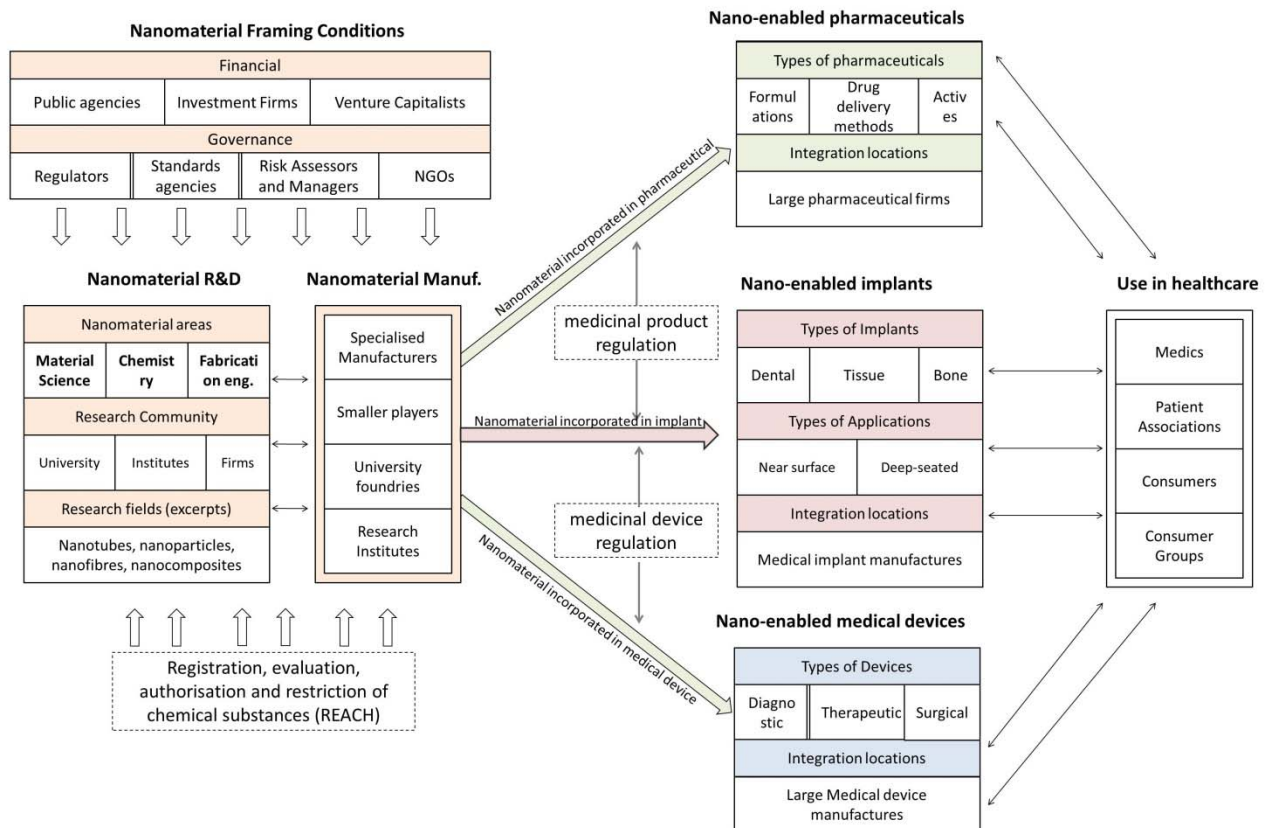 Nanomaterial Framing Conditions
Financial
Public agencies
Investment Firms
Venture Capitalists
Governance
Regulators
Standards
agencies
Risk Assessors
and Managers
NGOs
Nanomaterial R&D
Nanomaterial areas
Material
Science
Chemist
ry
Fabricati
on eng.
Research Community
University
Institutes
Firms
Research fields (excerpts)
Nanotubes, nanoparticles,
nanofibres, nanocomposites
Nanomaterial Manuf.
Specialised
Manufacturers
Smaller players
University
foundries
Research
Institutes
Registration, evaluation,
authorisation and restriction of
chemical substances (REACH)
Nanomaterial incorporated in pharmaceutical
Nanomaterial incorporated in implant
Nanomaterial incorporated in medical device
medicinal product
regulation
medicinal device
regulation
Nano-enabled pharmaceuticals
Types of pharmaceuticals
Formul
ations
Drug
delivery
methods
Activ
es
Integration locations
Large pharmaceutical firms
Nano-enabled implants
Types of Implants
Dental
Tissue
Bone
Types of Applications
Near surface
Deep-seated
Integration locations
Medical implant manufactures
Nano-enabled medical devices
Types of Devices
Diagno
stic
Therapeutic
Surgical
Integration locations
Large Medical device
manufactures
Use in healthcare
Medics
Patient
Associations
Consumers
Consumer
Groups